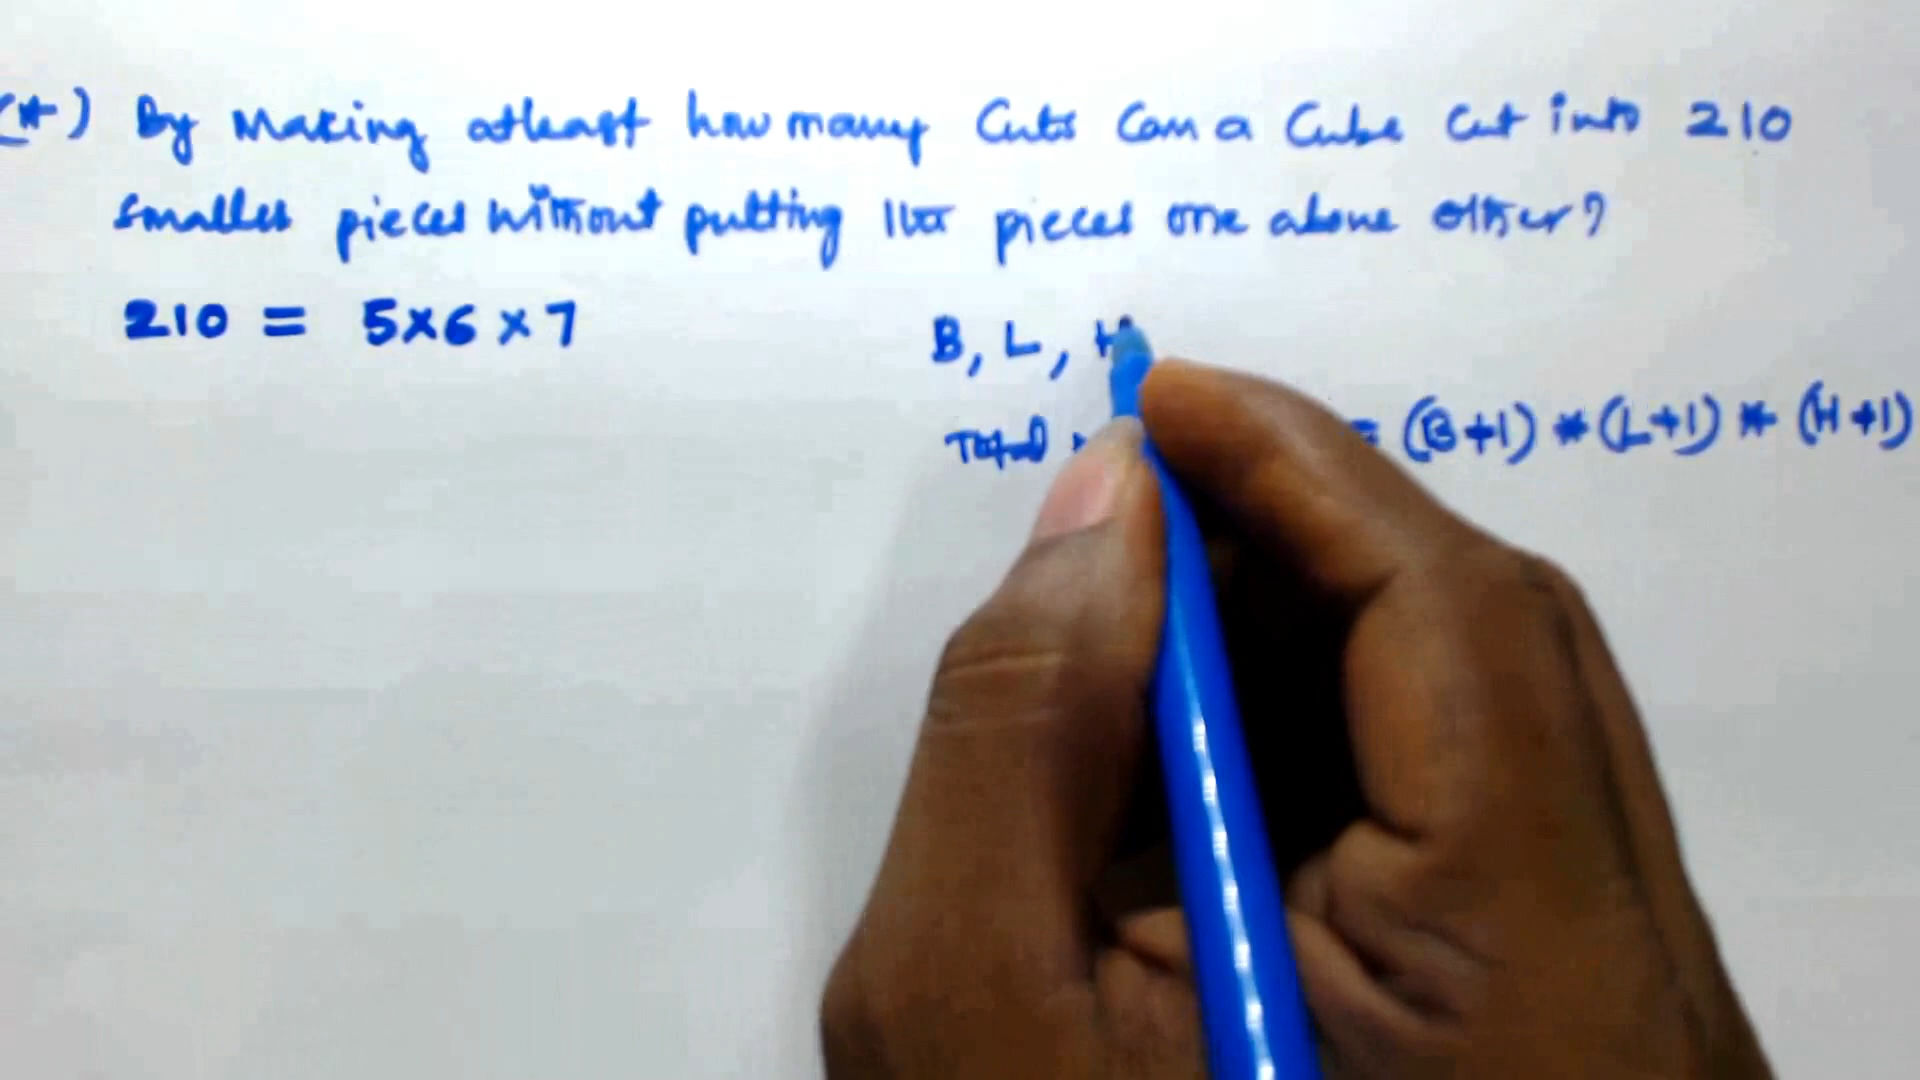 (*) By Making atleast how many Cuts Can a Cube Cut into 210
smaller pieces without putting the pieces one above other?
210 = 5×6×7
B, L, H
Total = (B+1) * (L+1) * (H+1)